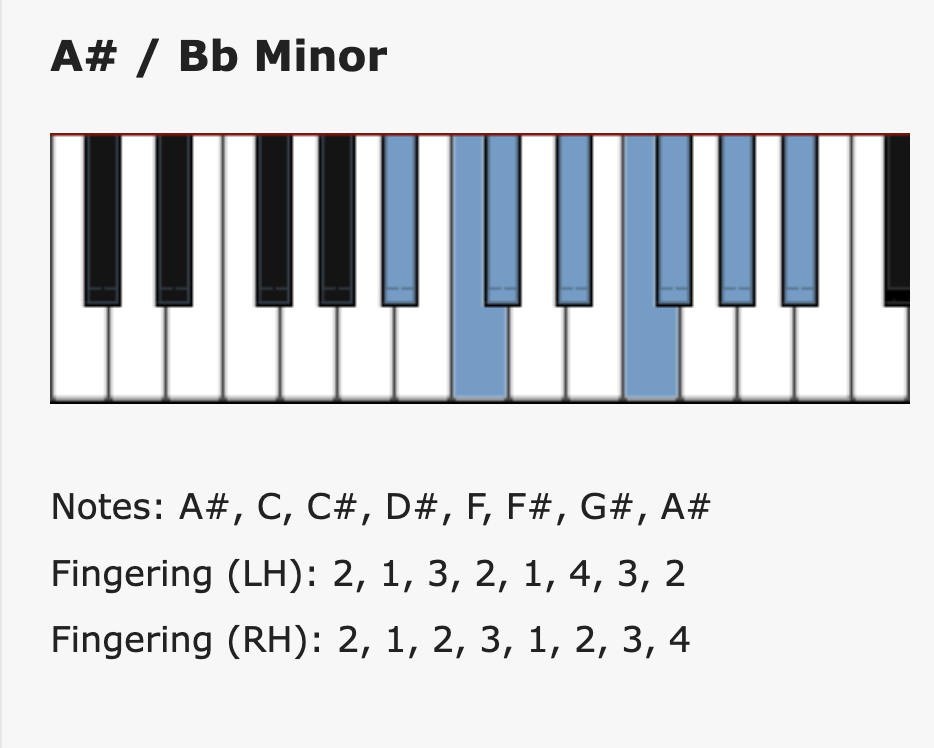 A# / Bb Minor
Notes: A#, C, C#, D#, F, F#, G#, A#
Fingering (LH): 2, 1, 3, 2, 1, 4, 3, 2
Fingering (RH): 2, 1, 2, 3, 1, 2, 3, 4